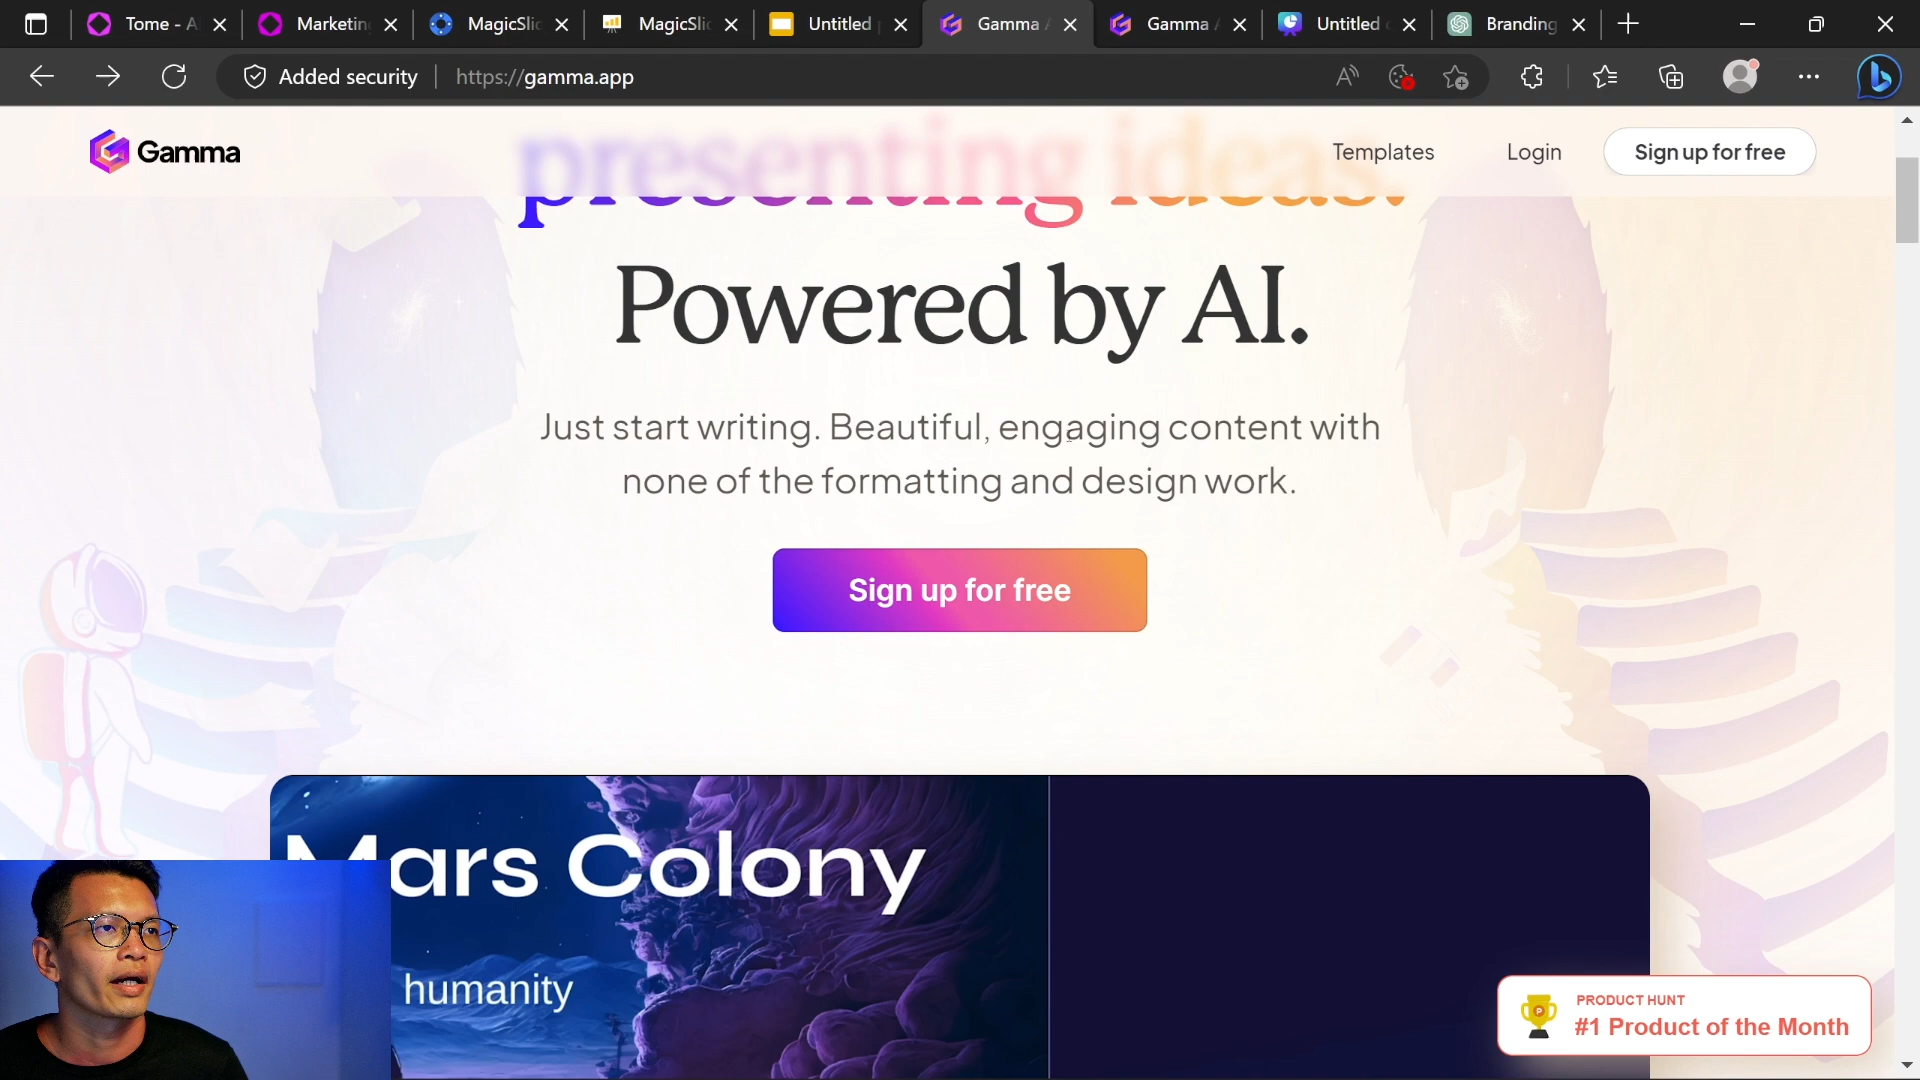 Tome - A
Marketing
MagicSlic
MagicSlic
Untitled p
Gamma A
Gamma A
Untitled
Branding
Added security
https://gamma.app
Gamma
Templates
Login
Sign up for free
presenting ideas.
Powered by AI.
Just start writing. Beautiful, engaging content with
none of the formatting and design work.
Sign up for free
Mars Colony
humanity
PRODUCT HUNT
#1 Product of the Month